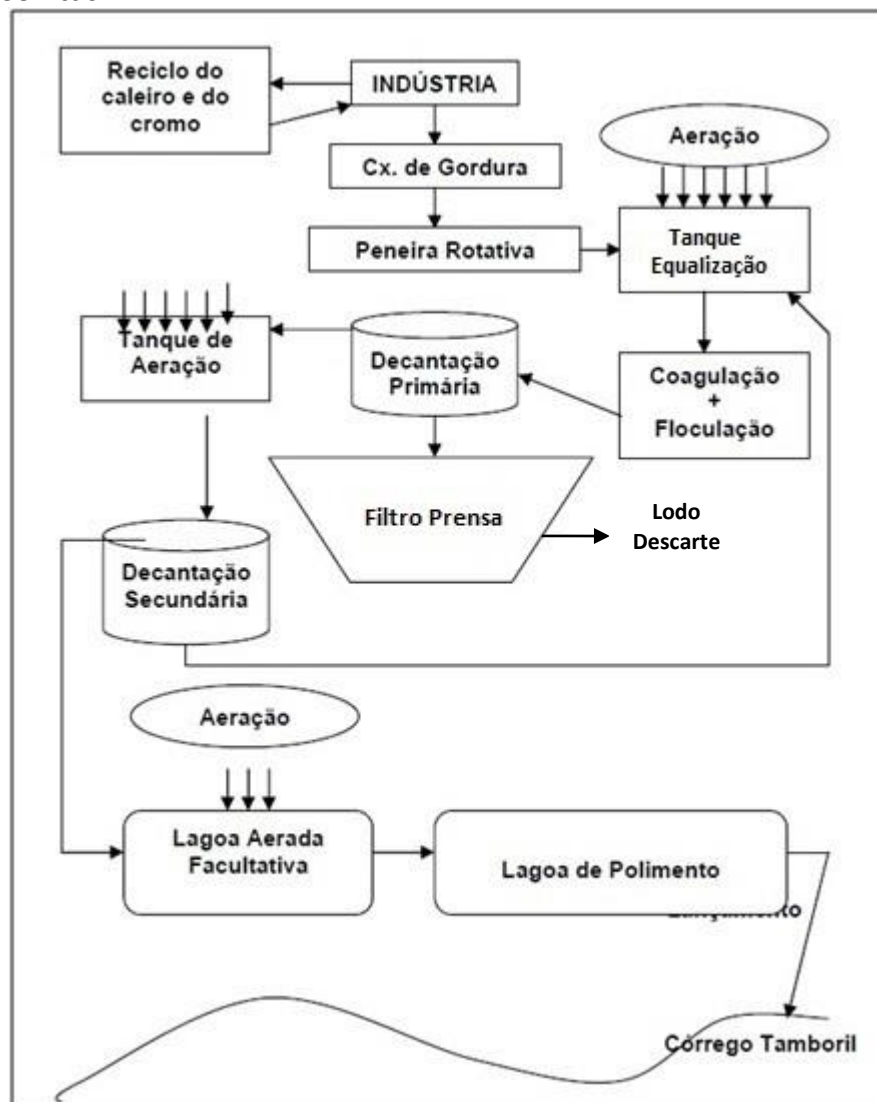 Reciclo do
caleiro e do
cromo
INDÚSTRIA
Aeração
Cx. de Gordura
Peneira Rotativa
Tanque
Equalização
Tanque de
Aeração
Decantação
Primária
Coagulação
+
Floculação
Filtro Prensa
Lodo
Descarte
Decantação
Secundária
Aeração
Lagoa Aerada
Facultativa
Lagoa de Polimento
Córrego Tamboril